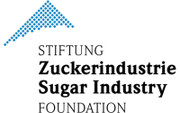 STIFTUNG
Zuckerindustrie
Sugar Industry
FOUNDATION